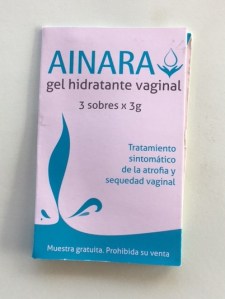 AINARA
gel hidratante vaginal
3 sobres x 3g
Tratamiento
sintomático
de la atrofia y
sequedad vaginal
Muestra gratuita. Prohibida su venta